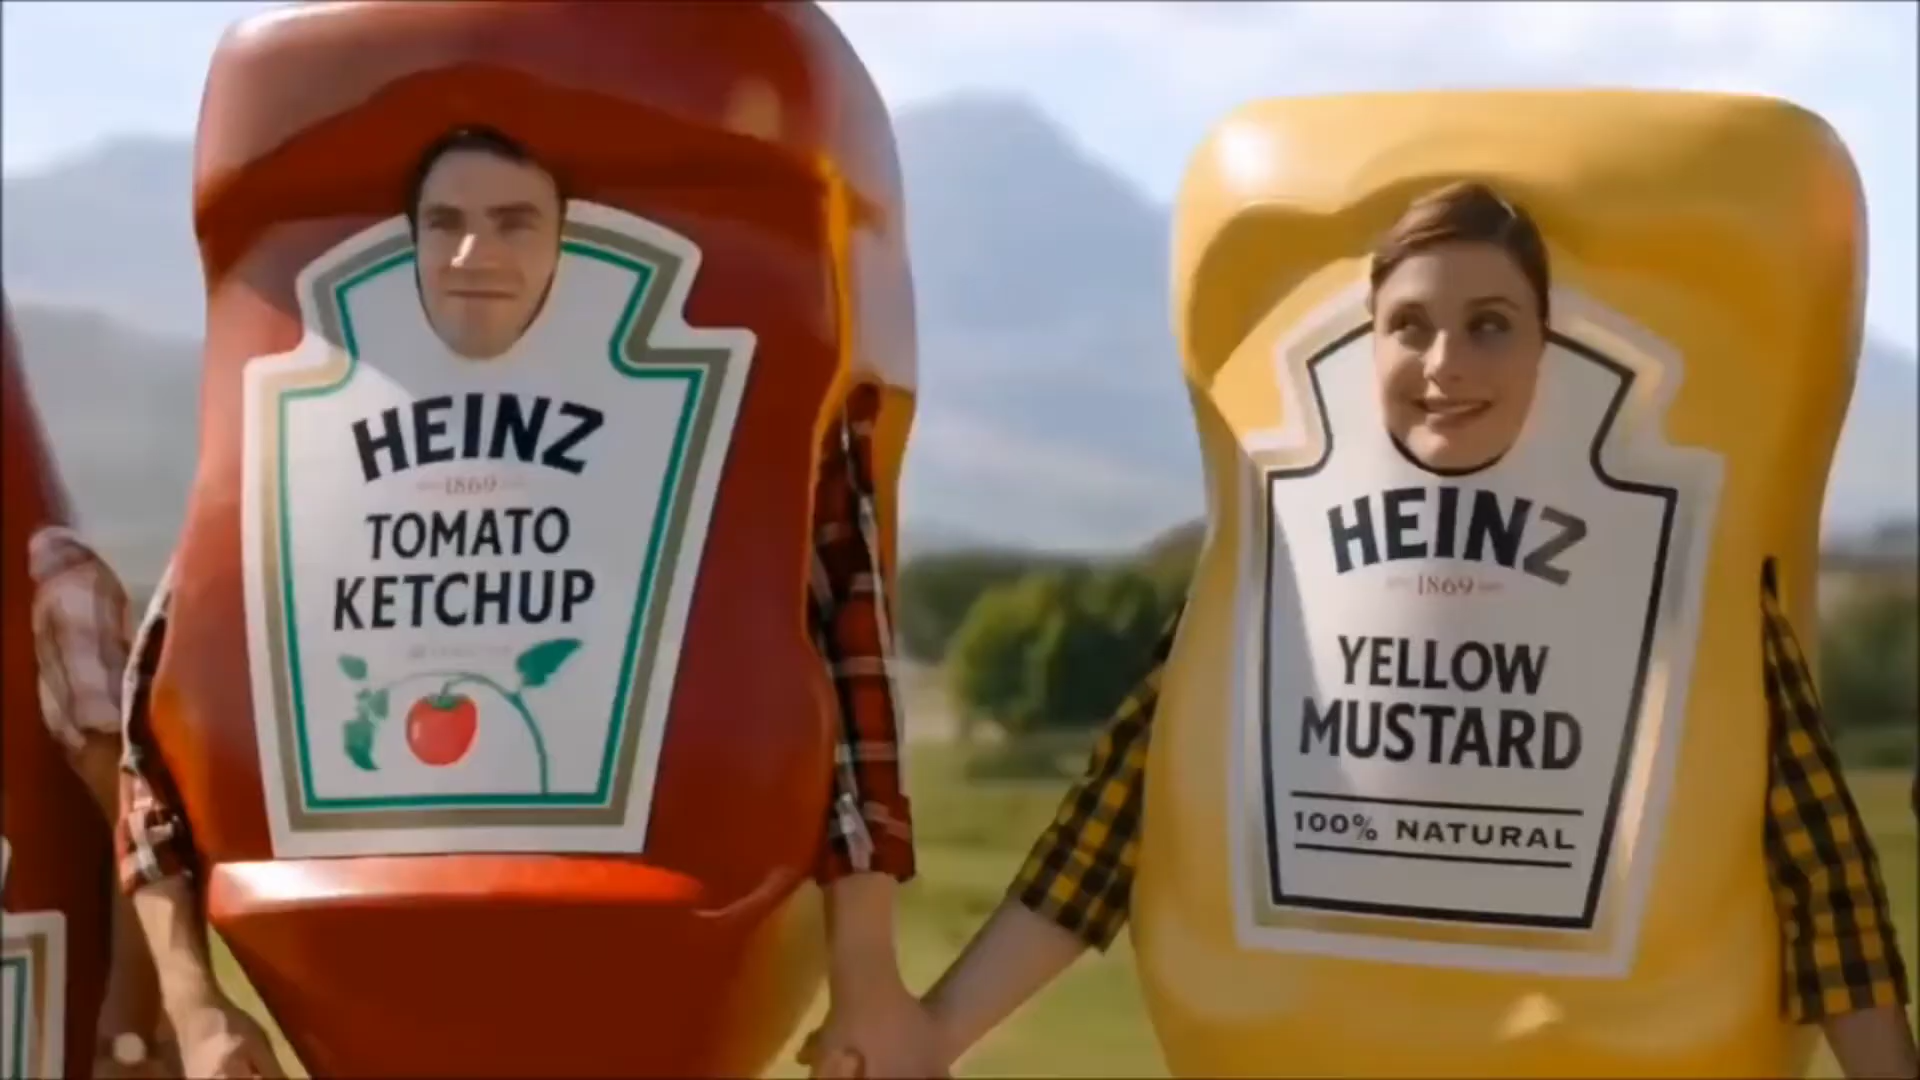 HEINZ
1869
TOMATO
KETCHUP
HEINZ
1869
YELLOW
MUSTARD
100% NATURAL